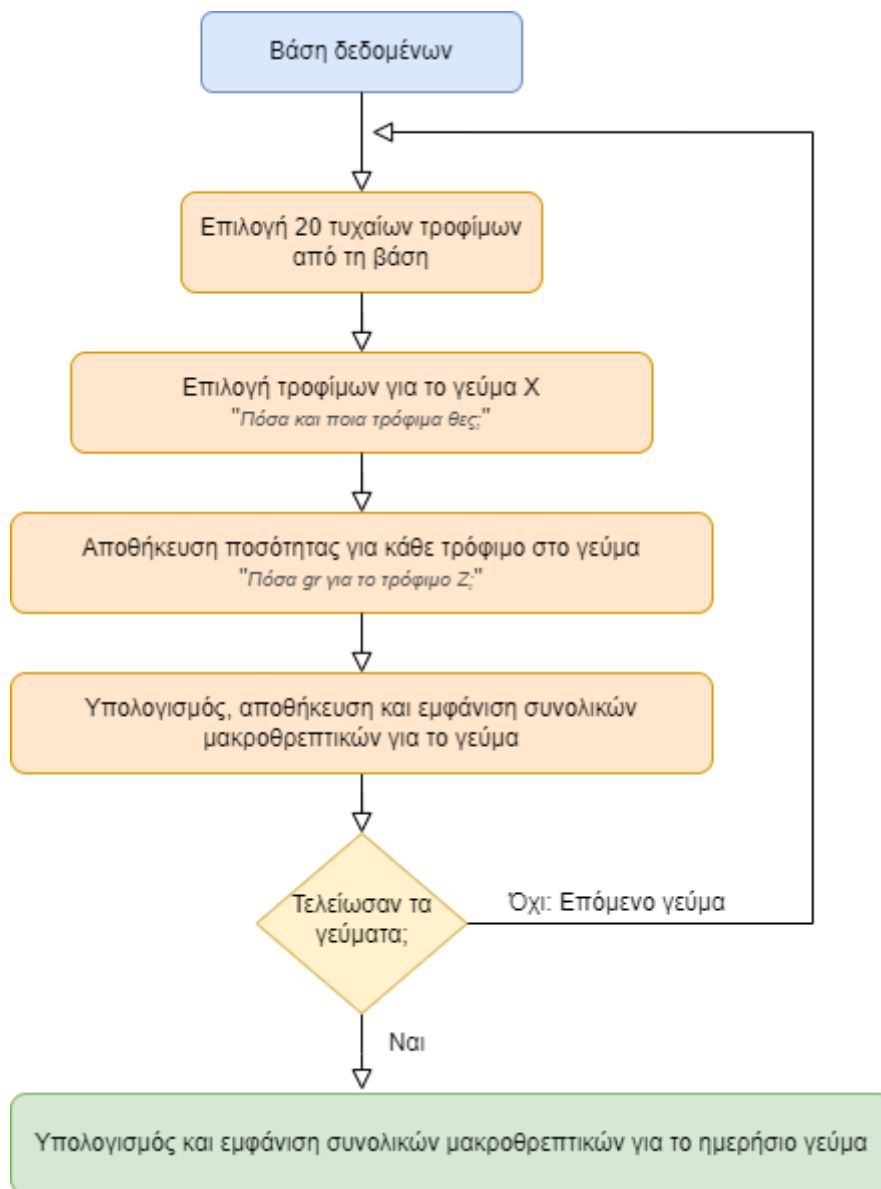 Βάση δεδομένων
Επιλογή 20 τυχαίων τροφίμων
από τη βάση
Επιλογή τροφίμων για το γεύμα Χ
"Πόσα και ποια τρόφιμα θες;"
Αποθήκευση ποσότητας για κάθε τρόφιμο στο γεύμα
"Πόσα gr για το τρόφιμο Ζ;"
Υπολογισμός, αποθήκευση και εμφάνιση συνολικών
μακροθρεπτικών για το γεύμα
Τελείωσαν τα
γεύματα;
Όχι: Επόμενο γεύμα
Ναι
Υπολογισμός και εμφάνιση συνολικών μακροθρεπτικών για το ημερήσιο γεύμα